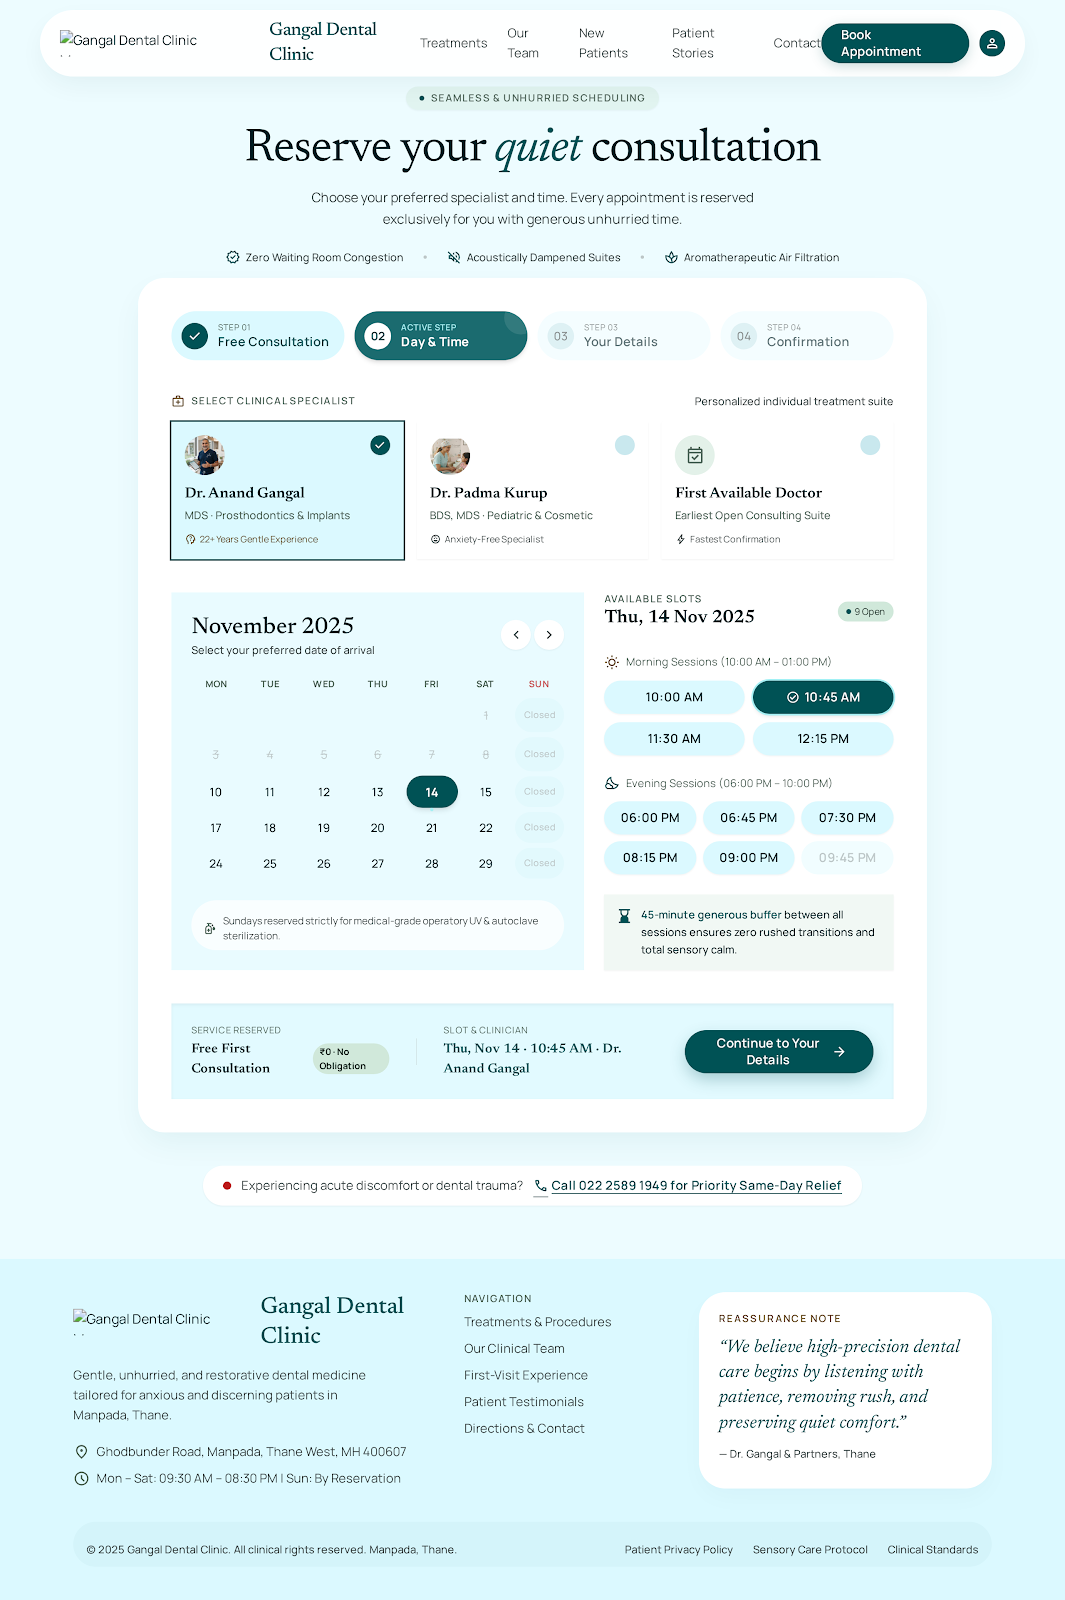 Gangal Dental Clinic
Gangal Dental
Clinic
Treatments
Our
Team
New
Patients
Patient
Stories
Contact
Book
Appointment
SEAMLESS & UNHURRIED SCHEDULING
Reserve your quiet consultation
Choose your preferred specialist and time. Every appointment is reserved
exclusively for you with generous unhurried time.
Zero Waiting Room Congestion • Acoustically Dampened Suites • Aromatherapeutic Air Filtration
STEP 01
Free Consultation
02
ACTIVE STEP
Day & Time
03
STEP 03
Your Details
04
STEP 04
Confirmation
SELECT CLINICAL SPECIALIST
Personalized individual treatment suite
Dr. Anand Gangal
MDS · Prosthodontics & Implants
22+ Years Gentle Experience
Dr. Padma Kurup
BDS, MDS · Pediatric & Cosmetic
Anxiety-Free Specialist
First Available Doctor
Earliest Open Consulting Suite
Fastest Confirmation
November 2025
Select your preferred date of arrival
MON TUE WED THU FRI SAT SUN
1 Closed
3 4 5 6 7 8 Closed
10 11 12 13 14 15 Closed
17 18 19 20 21 22 Closed
24 25 26 27 28 29 Closed
Sundays reserved strictly for medical-grade operatory UV & autoclave
sterilization.
AVAILABLE SLOTS
Thu, 14 Nov 2025
9 Open
Morning Sessions (10:00 AM – 01:00 PM)
10:00 AM 10:45 AM
11:30 AM 12:15 PM
Evening Sessions (06:00 PM – 10:00 PM)
06:00 PM 06:45 PM 07:30 PM
08:15 PM 09:00 PM 09:45 PM
45-minute generous buffer between all
sessions ensures zero rushed transitions and
total sensory calm.
SERVICE RESERVED
Free First
Consultation
₹0 · No
Obligation
SLOT & CLINICIAN
Thu, Nov 14 · 10:45 AM · Dr.
Anand Gangal
Continue to Your
Details
Experiencing acute discomfort or dental trauma? Call 022 2589 1949 for Priority Same-Day Relief
Gangal Dental Clinic
Gangal Dental
Clinic
Gentle, unhurried, and restorative dental medicine
tailored for anxious and discerning patients in
Manpada, Thane.
Ghodbunder Road, Manpada, Thane West, MH 400607
Mon – Sat: 09:30 AM – 08:30 PM | Sun: By Reservation
NAVIGATION
Treatments & Procedures
Our Clinical Team
First-Visit Experience
Patient Testimonials
Directions & Contact
REASSURANCE NOTE
“We believe high-precision dental
care begins by listening with
patience, removing rush, and
preserving quiet comfort.”
— Dr. Gangal & Partners, Thane
© 2025 Gangal Dental Clinic. All clinical rights reserved. Manpada, Thane.
Patient Privacy Policy Sensory Care Protocol Clinical Standards